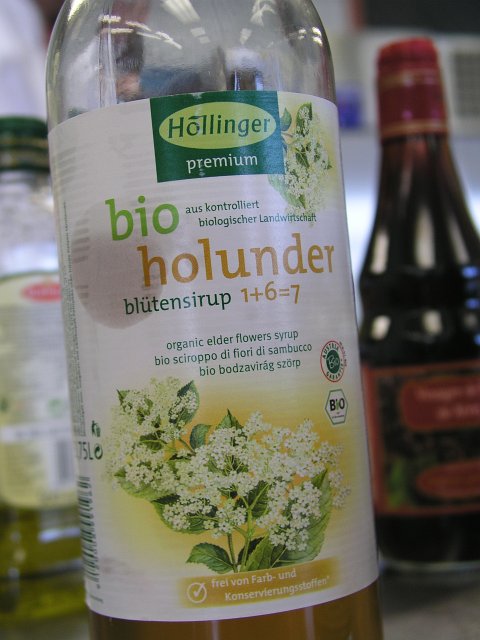 Höllinger
premium
bio aus kontrolliert
biologischer Landwirtschaft
holunder
blütensirup 1+6=7
organic elder flowers syrup
bio sciroppo di fiori di sambucco
bio bodzavirág szörp
BIO
75L
frei von Farb- und
Konservierungsstoffen*